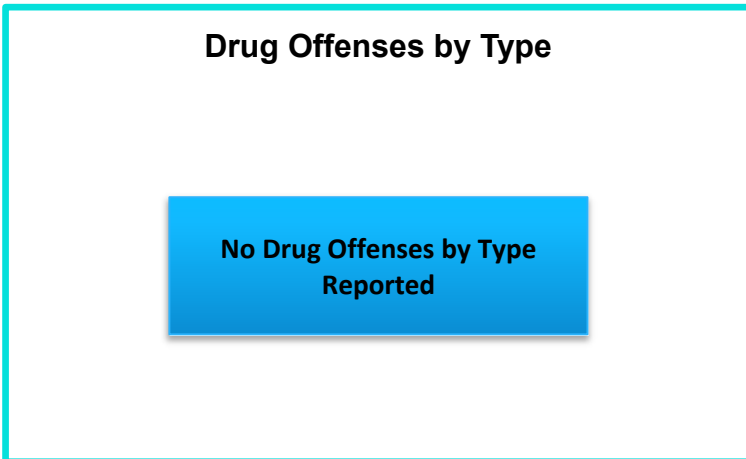 Drug Offenses by Type
No Drug Offenses by Type
Reported